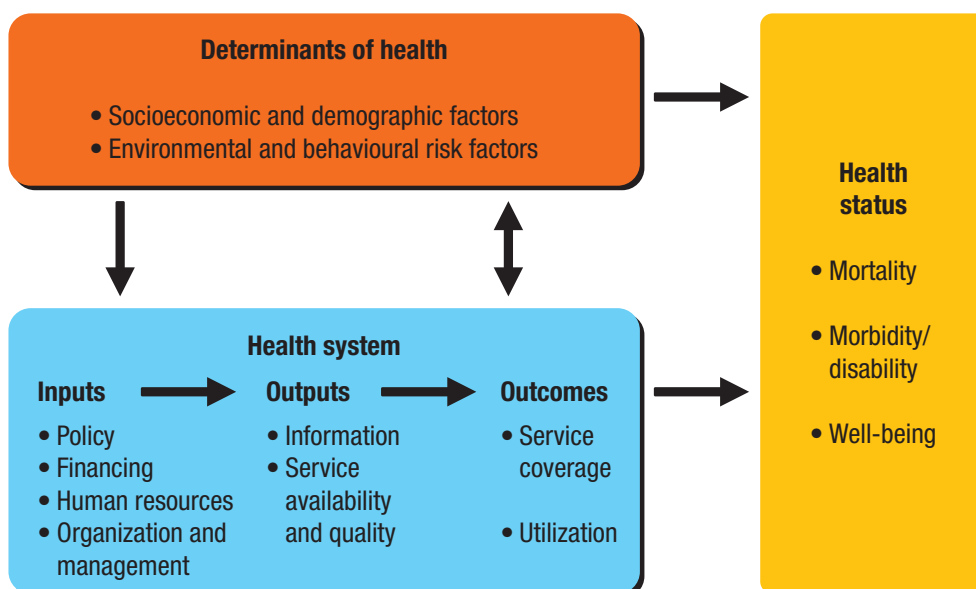 Determinants of health
• Socioeconomic and demographic factors
• Environmental and behavioural risk factors
Health system
Inputs
• Policy
• Financing
• Human resources
• Organization and
management
Outputs
• Information
• Service
availability
and quality
Outcomes
• Service
coverage
• Utilization
Health
status
• Mortality
• Morbidity/
disability
• Well-being